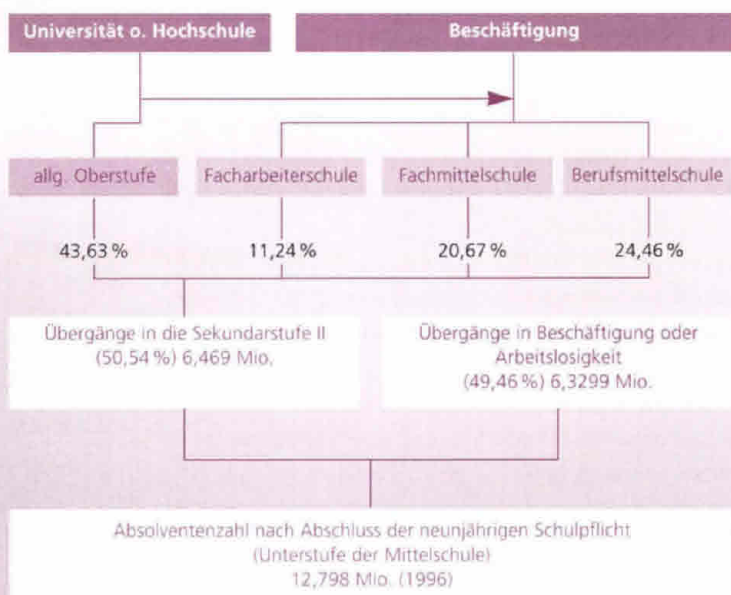 Universität o. Hochschule
Beschäftigung
allg. Oberstufe
Facharbeiterschule
Fachmittelschule
Berufsmittelschule
43,63 %
11,24 %
20,67 %
24,46 %
Übergänge in die Sekundarstufe II
(50,54 %) 6,469 Mio.
Übergänge in Beschäftigung oder
Arbeitslosigkeit
(49,46 %) 6,3299 Mio.
Absolventenzahl nach Abschluss der neunjährigen Schulpflicht
(Unterstufe der Mittelschule)
12,798 Mio. (1996)